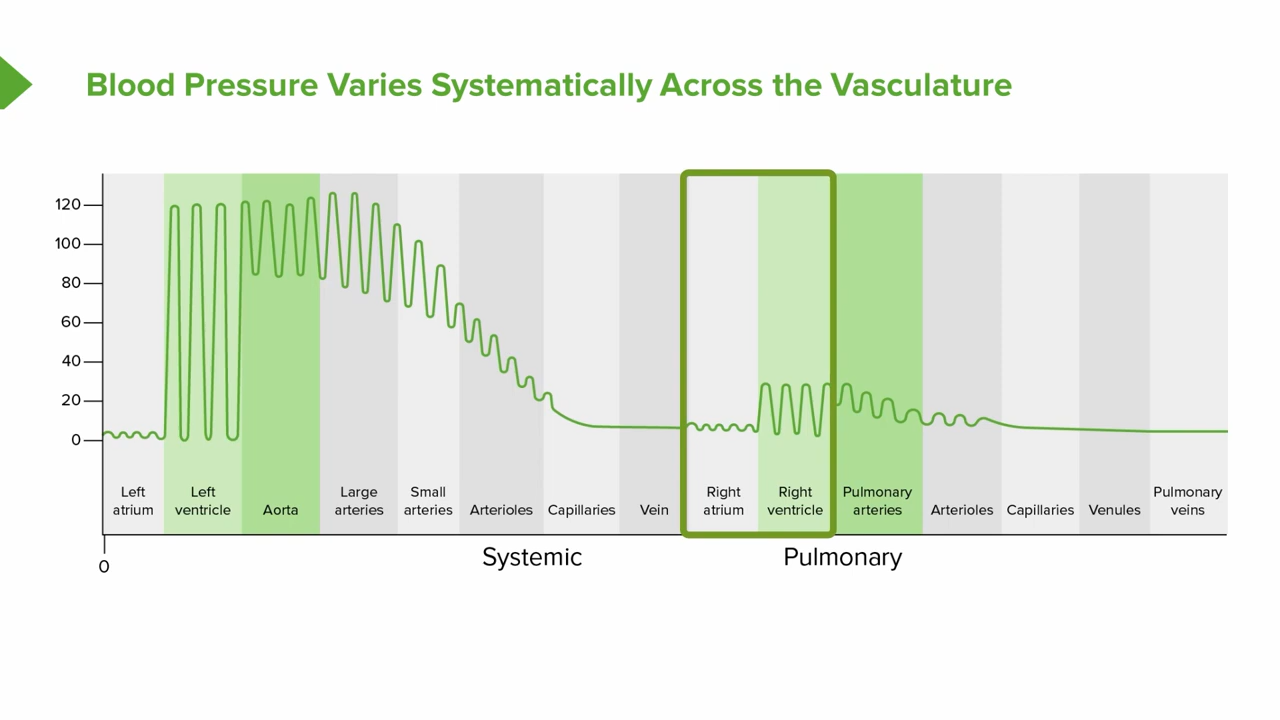 Blood Pressure Varies Systematically Across the Vasculature
120
100
80
60
40
20
0
Left
atrium
Left
ventricle
Aorta
Large
arteries
Small
arteries
Arterioles
Capillaries
Vein
Right
atrium
Right
ventricle
Pulmonary
arteries
Arterioles
Capillaries
Venules
Pulmonary
veins
0
Systemic
Pulmonary